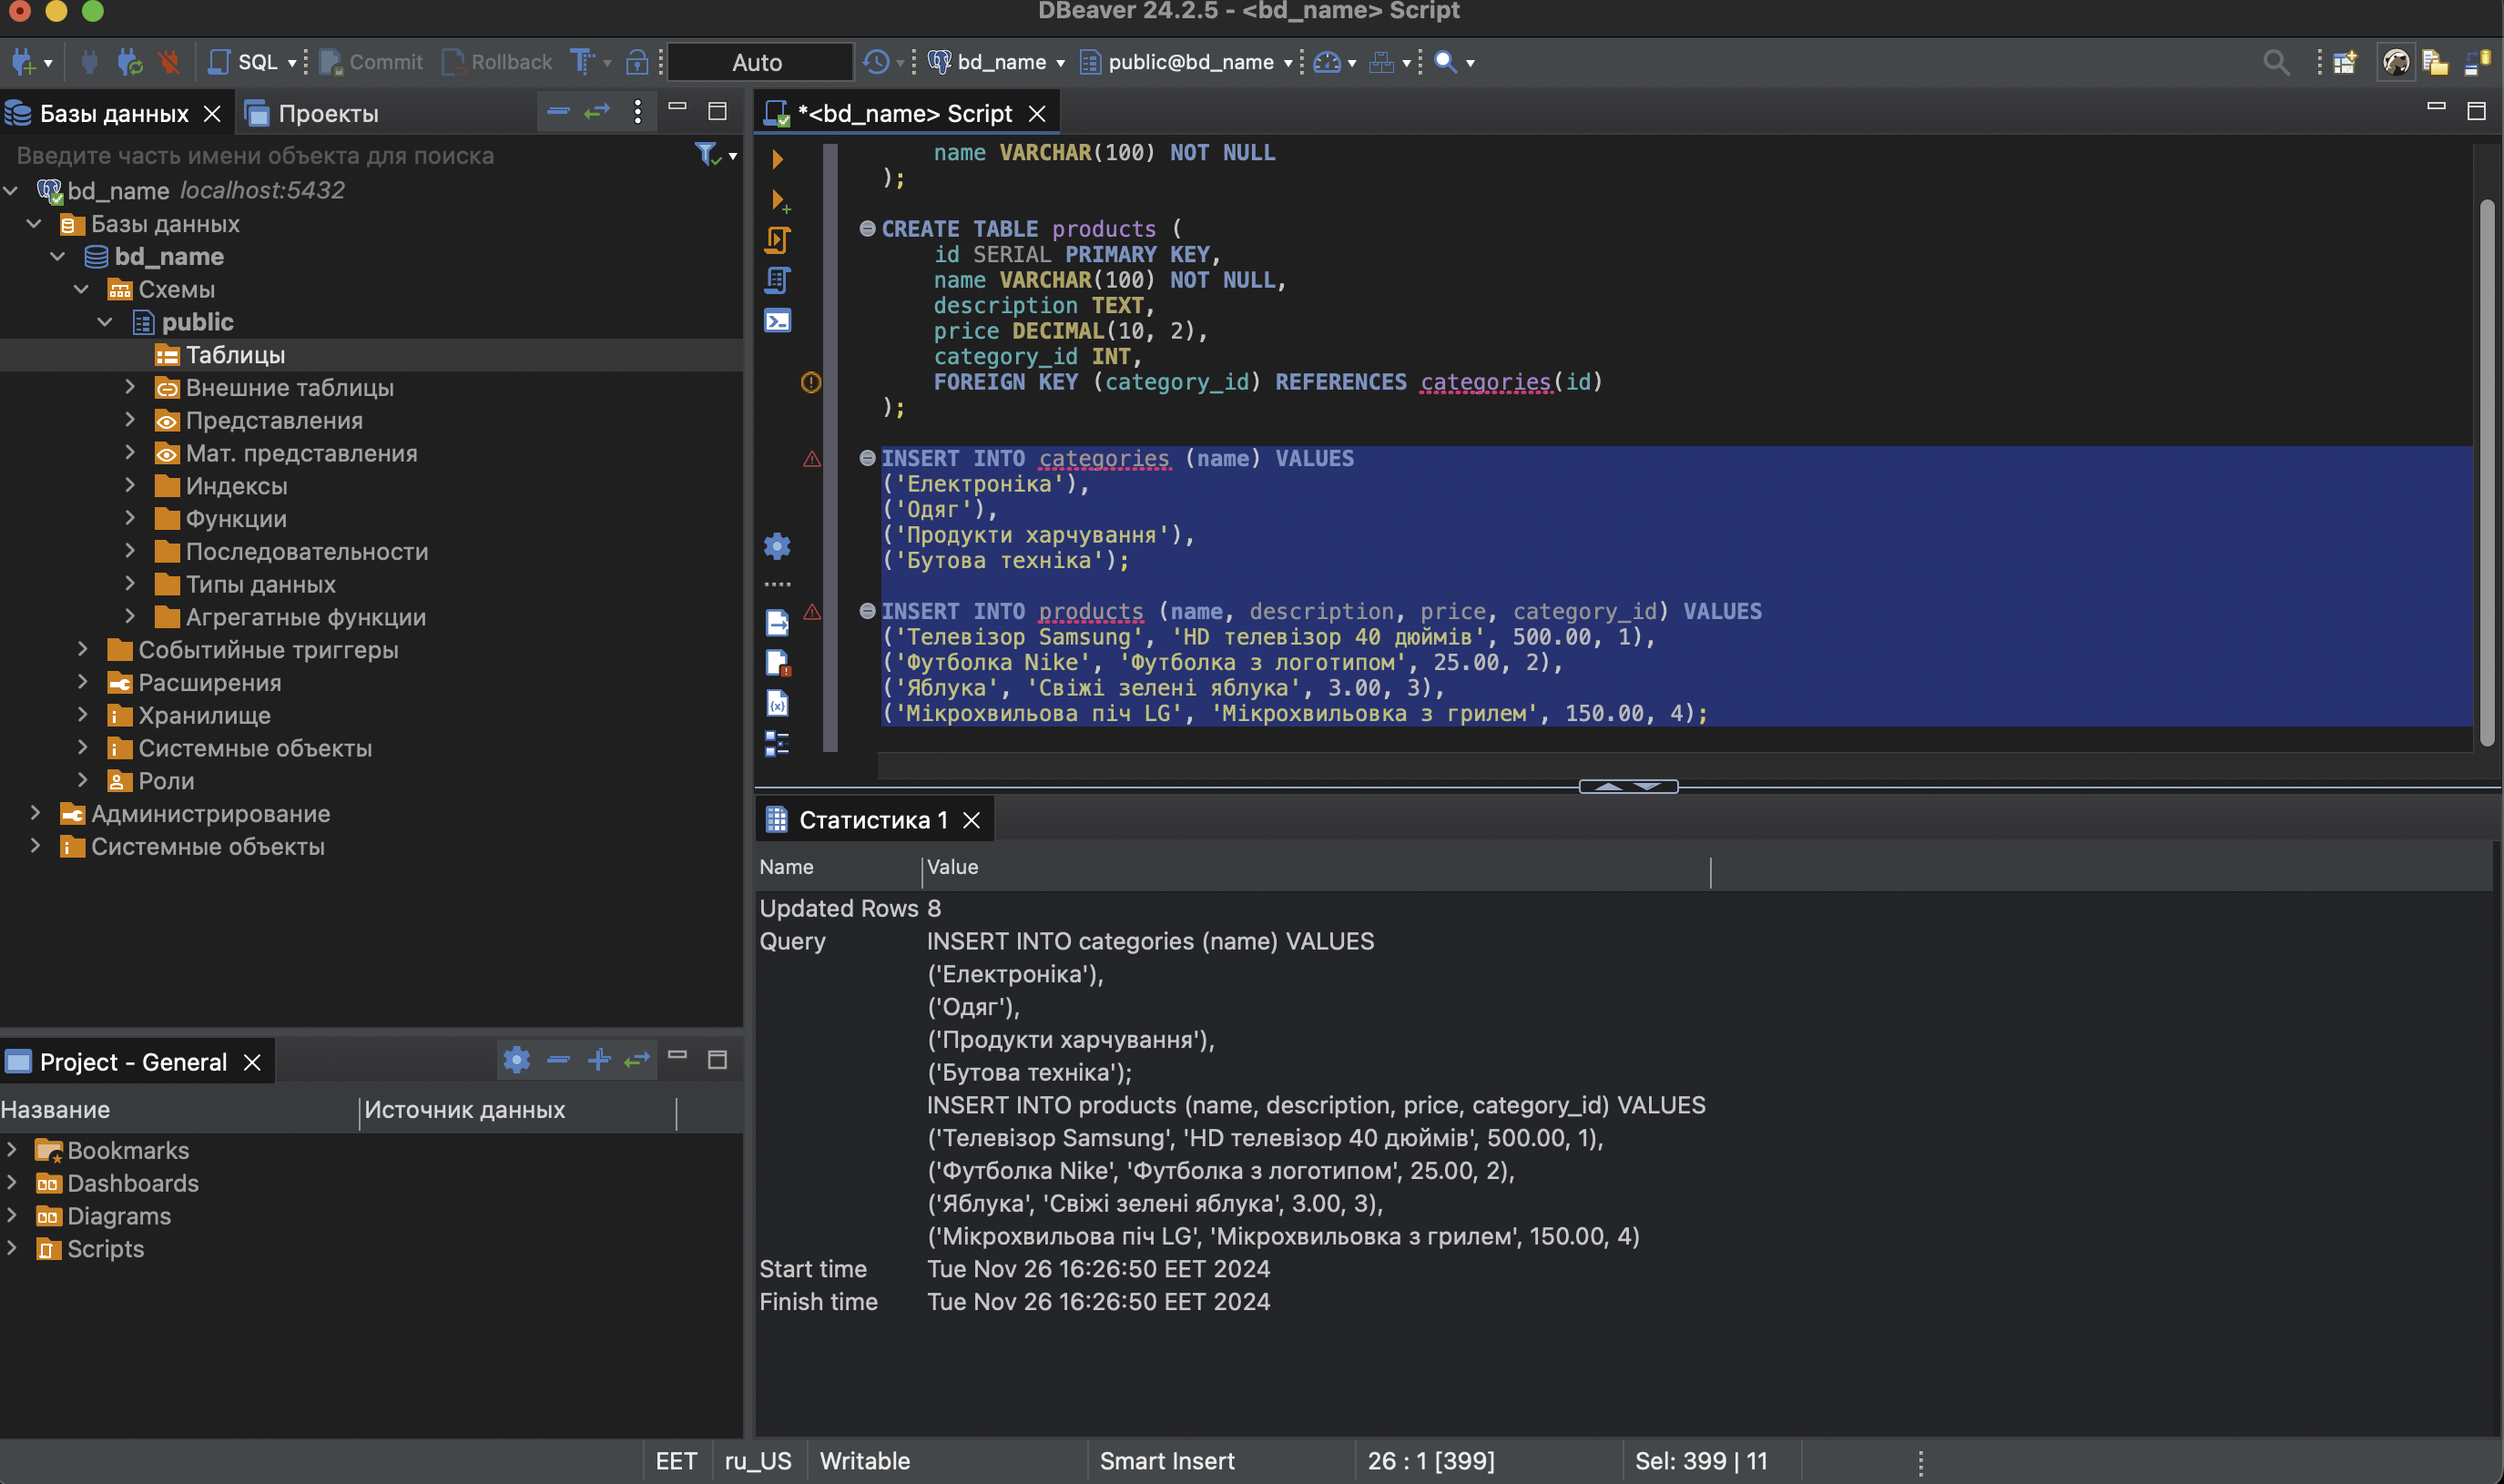 DBeaver 24.2.5 - <bd_name> Script
SQL
Commit
Rollback
Auto
bd_name
public@bd_name
Базы данных
Проекты
Введите часть имени объекта для поиска
bd_name localhost:5432
Базы данных
bd_name
Схемы
public
Таблицы
Внешние таблицы
Представления
Мат. представления
Индексы
Функции
Последовательности
Типы данных
Агрегатные функции
Событийные триггеры
Расширения
Хранилище
Системные объекты
Роли
Администрирование
Системные объекты
Project - General
Название
Источник данных
Bookmarks
Dashboards
Diagrams
Scripts
*<bd_name> Script
name VARCHAR(100) NOT NULL
);
CREATE TABLE products (
id SERIAL PRIMARY KEY,
name VARCHAR(100) NOT NULL,
description TEXT,
price DECIMAL(10, 2),
category_id INT,
FOREIGN KEY (category_id) REFERENCES categories(id)
);
INSERT INTO categories (name) VALUES
('Електроніка'),
('Одяг'),
('Продукти харчування'),
('Бутова техніка');
INSERT INTO products (name, description, price, category_id) VALUES
('Телевізор Samsung', 'HD телевізор 40 дюймів', 500.00, 1),
('Футболка Nike', 'Футболка з логотипом', 25.00, 2),
('Яблука', 'Свіжі зелені яблука', 3.00, 3),
('Мікрохвильова піч LG', 'Мікрохвильовка з грилем', 150.00, 4);
Статистика 1
Name Value
Updated Rows 8
Query INSERT INTO categories (name) VALUES
('Електроніка'),
('Одяг'),
('Продукти харчування'),
('Бутова техніка');
INSERT INTO products (name, description, price, category_id) VALUES
('Телевізор Samsung', 'HD телевізор 40 дюймів', 500.00, 1),
('Футболка Nike', 'Футболка з логотипом', 25.00, 2),
('Яблука', 'Свіжі зелені яблука', 3.00, 3),
('Мікрохвильова піч LG', 'Мікрохвильовка з грилем', 150.00, 4)
Start time Tue Nov 26 16:26:50 EET 2024
Finish time Tue Nov 26 16:26:50 EET 2024
EET
ru_US
Writable
Smart Insert
26 : 1 [399]
Sel: 399 | 11